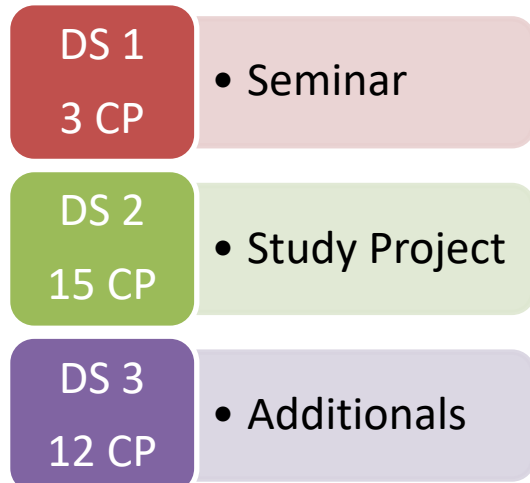 DS 1
3 CP
• Seminar
DS 2
15 CP
• Study Project
DS 3
12 CP
• Additionals